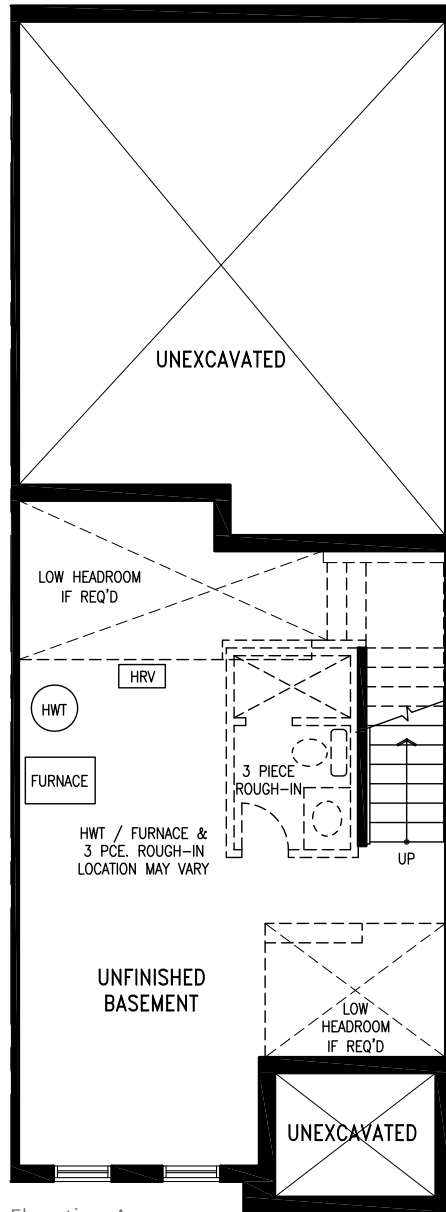 UNEXCAVATED
LOW HEADROOM
IF REQ'D
HRV
HWT
FURNACE
3 PIECE
ROUGH-IN
HWT / FURNACE &
3 PCE. ROUGH-IN
LOCATION MAY VARY
UP
UNFINISHED
BASEMENT
LOW
HEADROOM
IF REQ'D
UNEXCAVATED
Elevation A